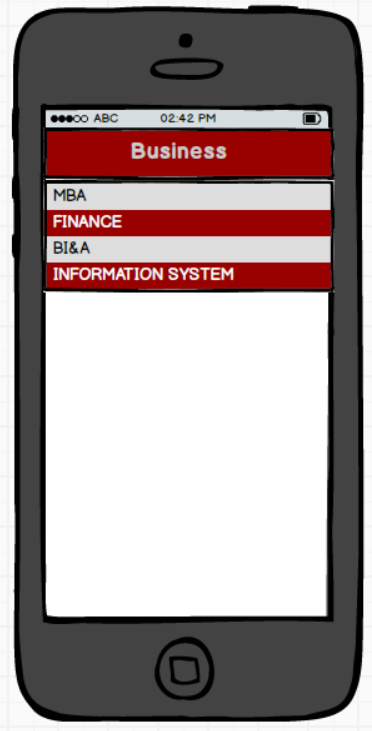 ABC 02:42 PM
Business
MBA
FINANCE
BI&A
INFORMATION SYSTEM